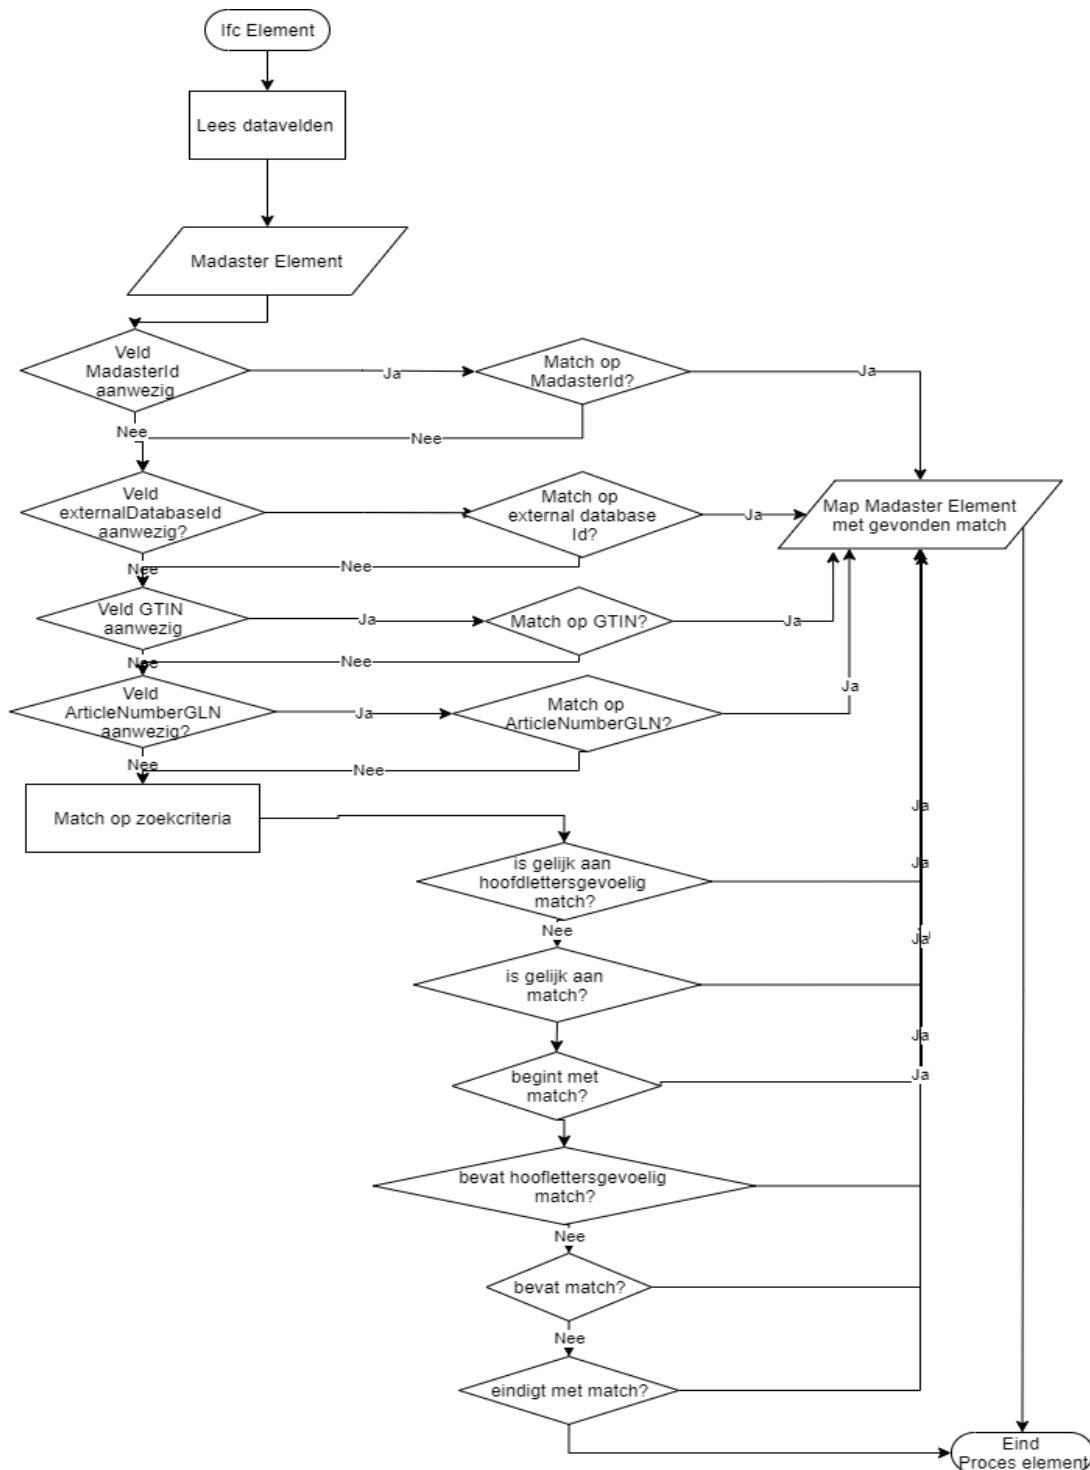 Ifc Element
Lees datavelden
Madaster Element
Veld
MadasterId
aanwezig
Ja
Match op
MadasterId?
Ja
Nee
Nee
Veld
externalDatabaseId
aanwezig?
Match op
external database
Id?
Ja
Map Madaster Element
met gevonden match
Nee
Nee
Veld GTIN
aanwezig
Ja
Match op GTIN?
Ja
Nee
Nee
Veld
ArticleNumberGLN
aanwezig?
Ja
Match op
ArticleNumberGLN?
Ja
Nee
Nee
Match op zoekcriteria
Ja
is gelijk aan
hoofdlettersgevoelig
match?
Ja
Nee
Ja
is gelijk aan
match?
Ja
begint met
match?
Ja
bevat hooflettersgevoelig
match?
Nee
bevat match?
Nee
eindigt met match?
Eind
Proces element